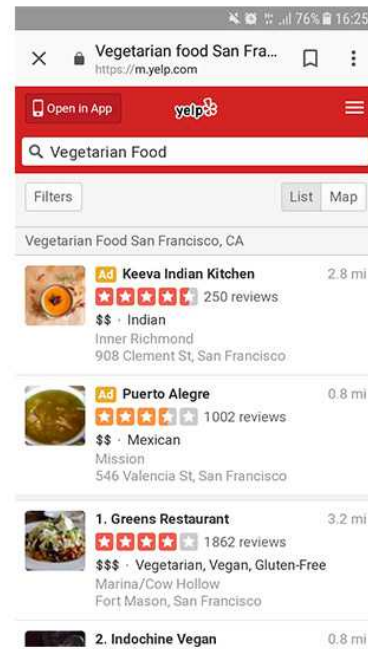 76% 16:25
Vegetarian food San Fra...
https://m.yelp.com
Open in App
yelp
Vegetarian Food
Filters
List Map
Vegetarian Food San Francisco, CA
Ad Keeva Indian Kitchen 2.8 mi
250 reviews
$$ · Indian
Inner Richmond
908 Clement St, San Francisco
Ad Puerto Alegre 0.8 mi
1002 reviews
$$ · Mexican
Mission
546 Valencia St, San Francisco
1. Greens Restaurant 3.2 mi
1862 reviews
$$$ · Vegetarian, Vegan, Gluten-Free
Marina/Cow Hollow
Fort Mason, San Francisco
2. Indochine Vegan 0.8 mi